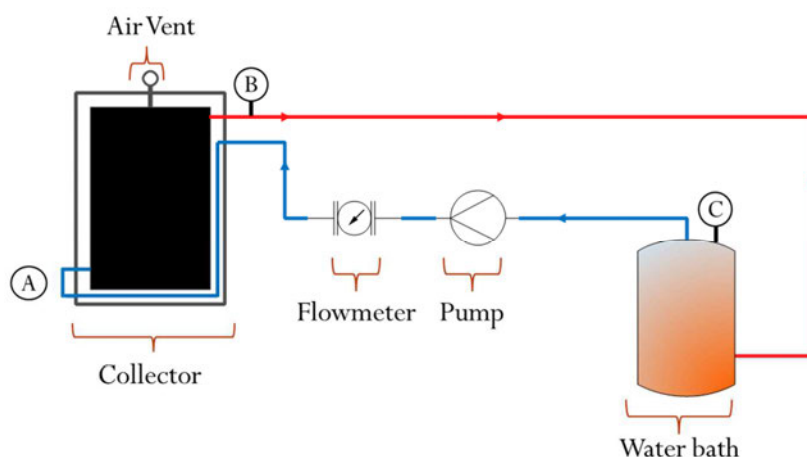 Air Vent
B
C
A
Flowmeter
Pump
Collector
Water bath